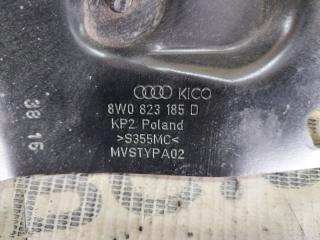 KICO
8W0 823 185 D
KP2 Poland
>S355MC<
MVSTYPA02
38 16